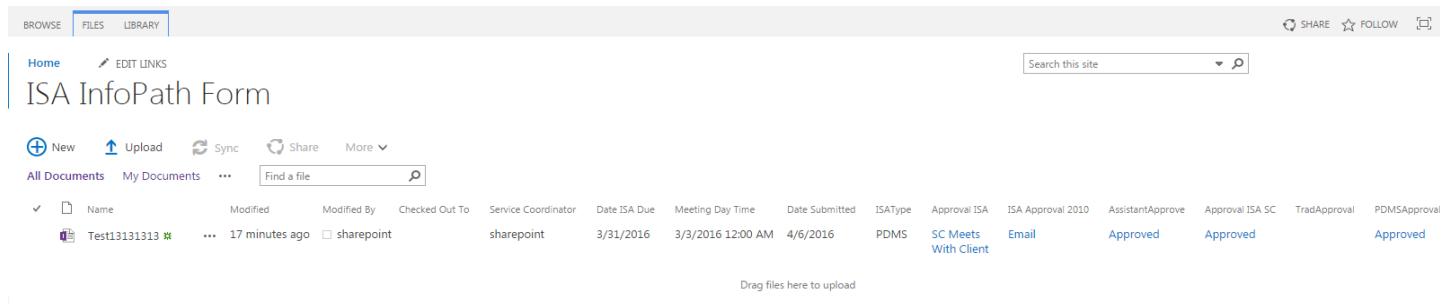 BROWSE FILES LIBRARY SHARE FOLLOW
Home EDIT LINKS Search this site
ISA InfoPath Form
New Upload Sync Share More
All Documents My Documents ... Find a file
Name Modified Modified By Checked Out To Service Coordinator Date ISA Due Meeting Day Time Date Submitted ISAType Approval ISA ISA Approval 2010 AssistantApprove Approval ISA SC TradApproval PDMSApproval
Test13131313 ... 17 minutes ago sharepoint sharepoint 3/31/2016 3/3/2016 12:00 AM 4/6/2016 PDMS SC Meets Email Approved Approved Approved
With Client
Drag files here to upload